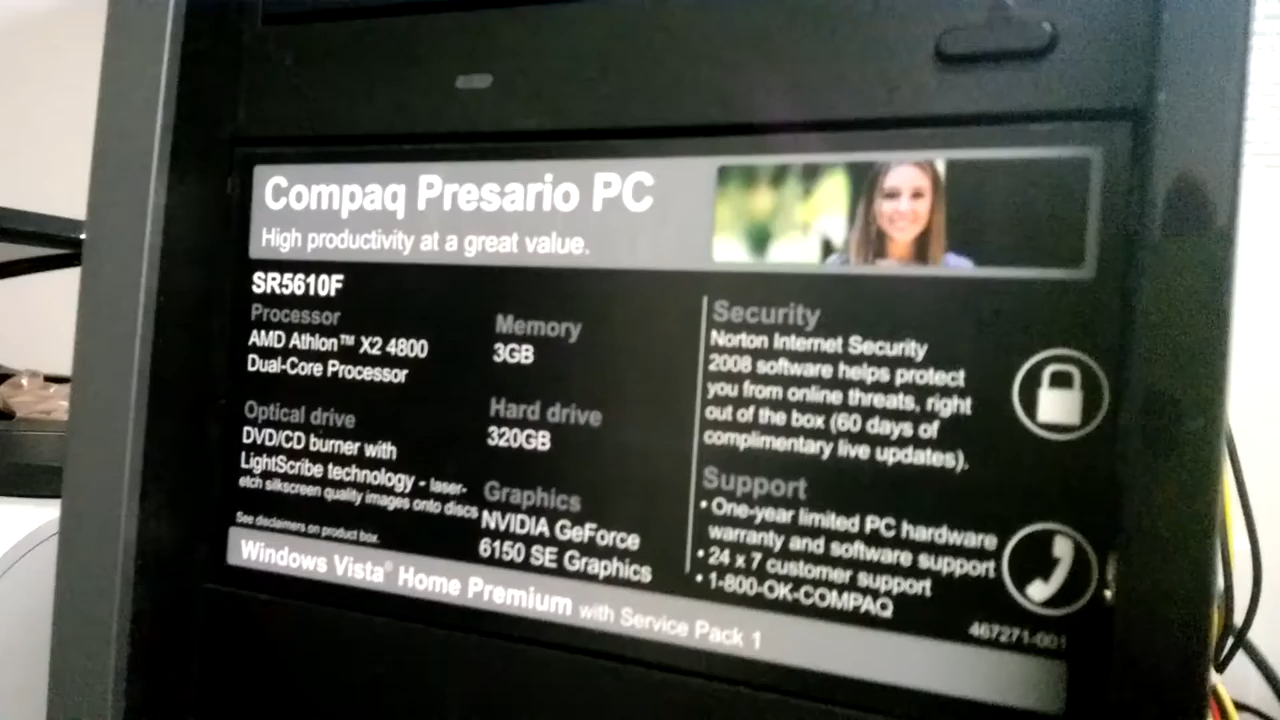 Compaq Presario PC
High productivity at a great value.
SR5610F
Processor
AMD Athlon™ X2 4800
Dual-Core Processor
Optical drive
DVD/CD burner with
LightScribe technology - laser-
etch silkscreen quality images onto discs
See disclaimers on product box.
Memory
3GB
Hard drive
320GB
Graphics
NVIDIA GeForce
6150 SE Graphics
Security
Norton Internet Security
2008 software helps protect
you from online threats, right
out of the box (60 days of
complimentary live updates).
Support
• One-year limited PC hardware
warranty and software support
• 24 x 7 customer support
• 1-800-OK-COMPAQ
467271-001
Windows Vista® Home Premium with Service Pack 1